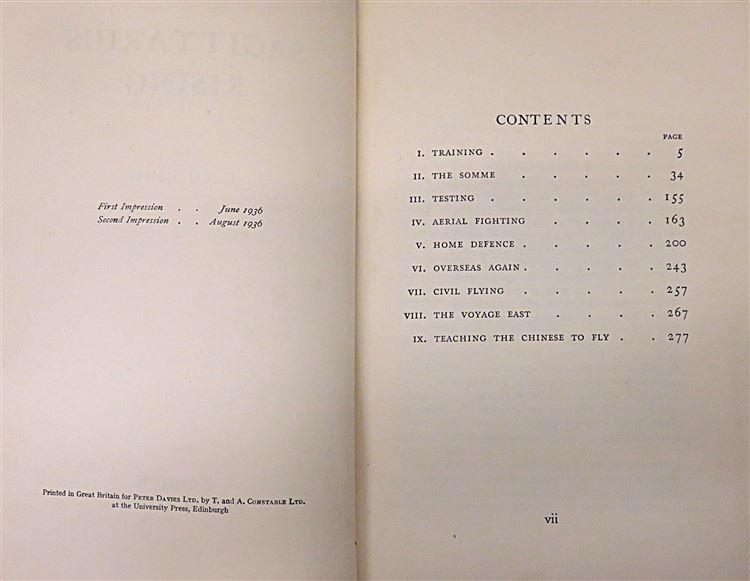 First Impression . . June 1936
Second Impression . . August 1936
Printed in Great Britain for PETER DAVIES LTD. by T. and A. CONSTABLE LTD.
at the University Press, Edinburgh
CONTENTS
PAGE
I. TRAINING . . . . . . 5
II. THE SOMME . . . . . 34
III. TESTING . . . . . . 155
IV. AERIAL FIGHTING . . . . 163
V. HOME DEFENCE . . . . . 200
VI. OVERSEAS AGAIN . . . . . 243
VII. CIVIL FLYING . . . . . 257
VIII. THE VOYAGE EAST . . . . 267
IX. TEACHING THE CHINESE TO FLY . . 277
vii